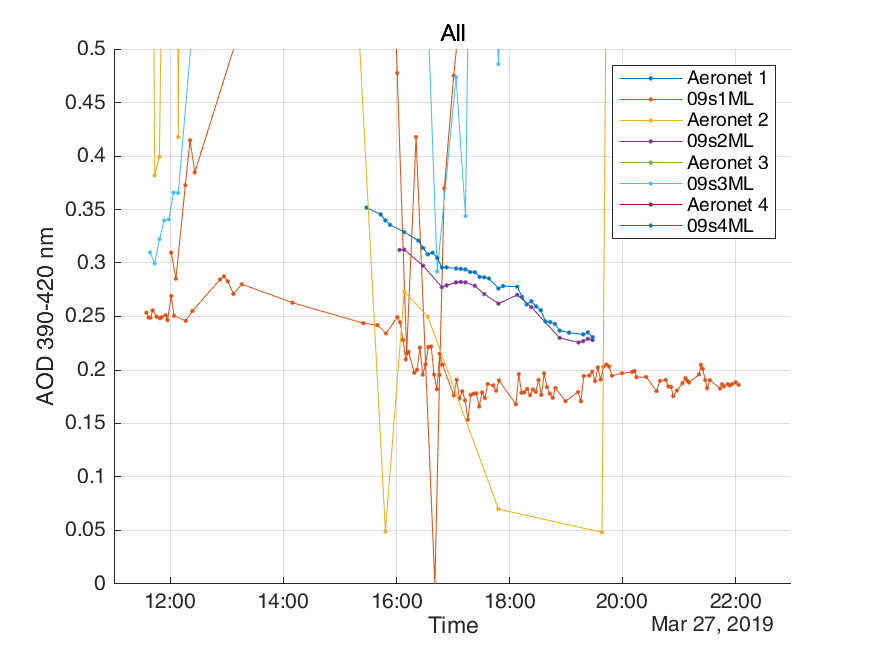 All
0.5
0.45
0.4
0.35
0.3
0.25
0.2
0.15
0.1
0.05
0
AOD 390-420 nm
Aeronet 1
09s1ML
Aeronet 2
09s2ML
Aeronet 3
09s3ML
Aeronet 4
09s4ML
12:00 14:00 16:00 18:00 20:00 22:00
Time
Mar 27, 2019